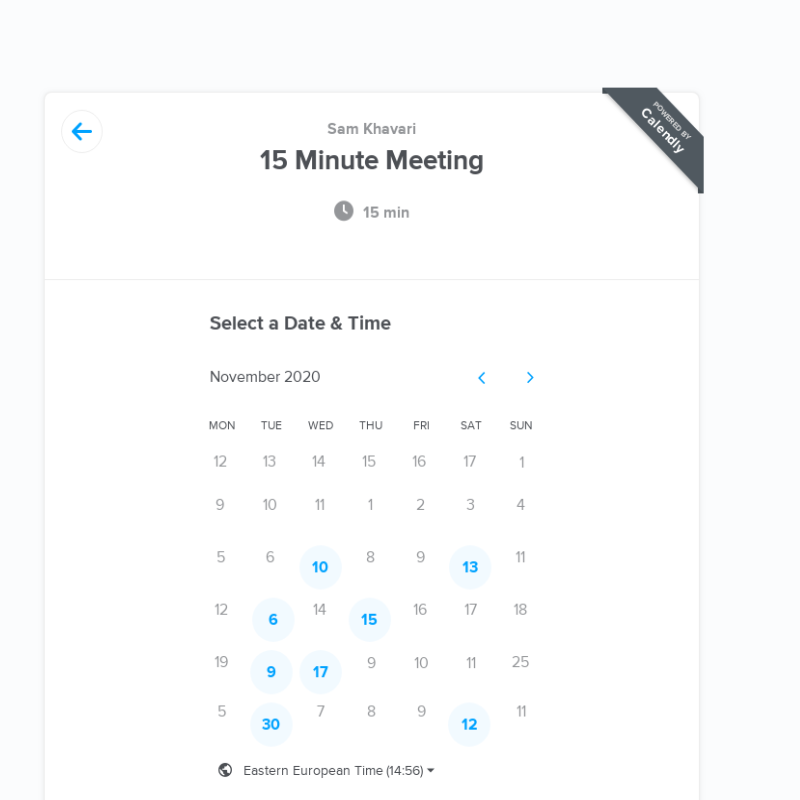 POWERED BY
Calendly
Sam Khavari
15 Minute Meeting
15 min
Select a Date & Time
November 2020
MON TUE WED THU FRI SAT SUN
12 13 14 15 16 17 1
9 10 11 1 2 3 4
5 6 10 8 9 13 11
12 6 14 15 16 17 18
19 9 17 9 10 11 25
5 30 7 8 9 12 11
Eastern European Time (14:56)